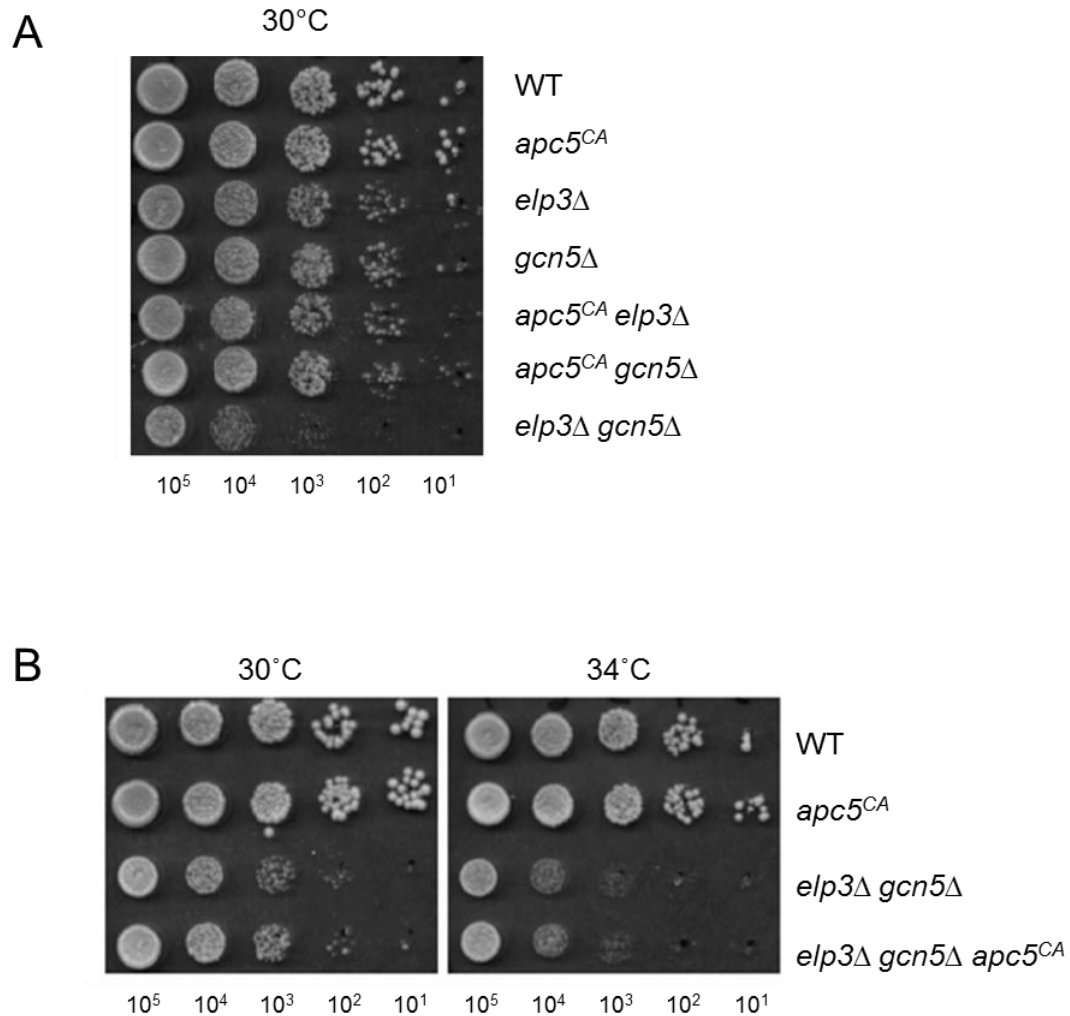 A
30°C
WT
apc5ᶜᴬ
elp3Δ
gcn5Δ
apc5ᶜᴬ elp3Δ
apc5ᶜᴬ gcn5Δ
elp3Δ gcn5Δ
10⁵ 10⁴ 10³ 10² 10¹
B
30˚C 34˚C
WT
apc5ᶜᴬ
elp3Δ gcn5Δ
elp3Δ gcn5Δ apc5ᶜᴬ
10⁵ 10⁴ 10³ 10² 10¹ 10⁵ 10⁴ 10³ 10² 10¹